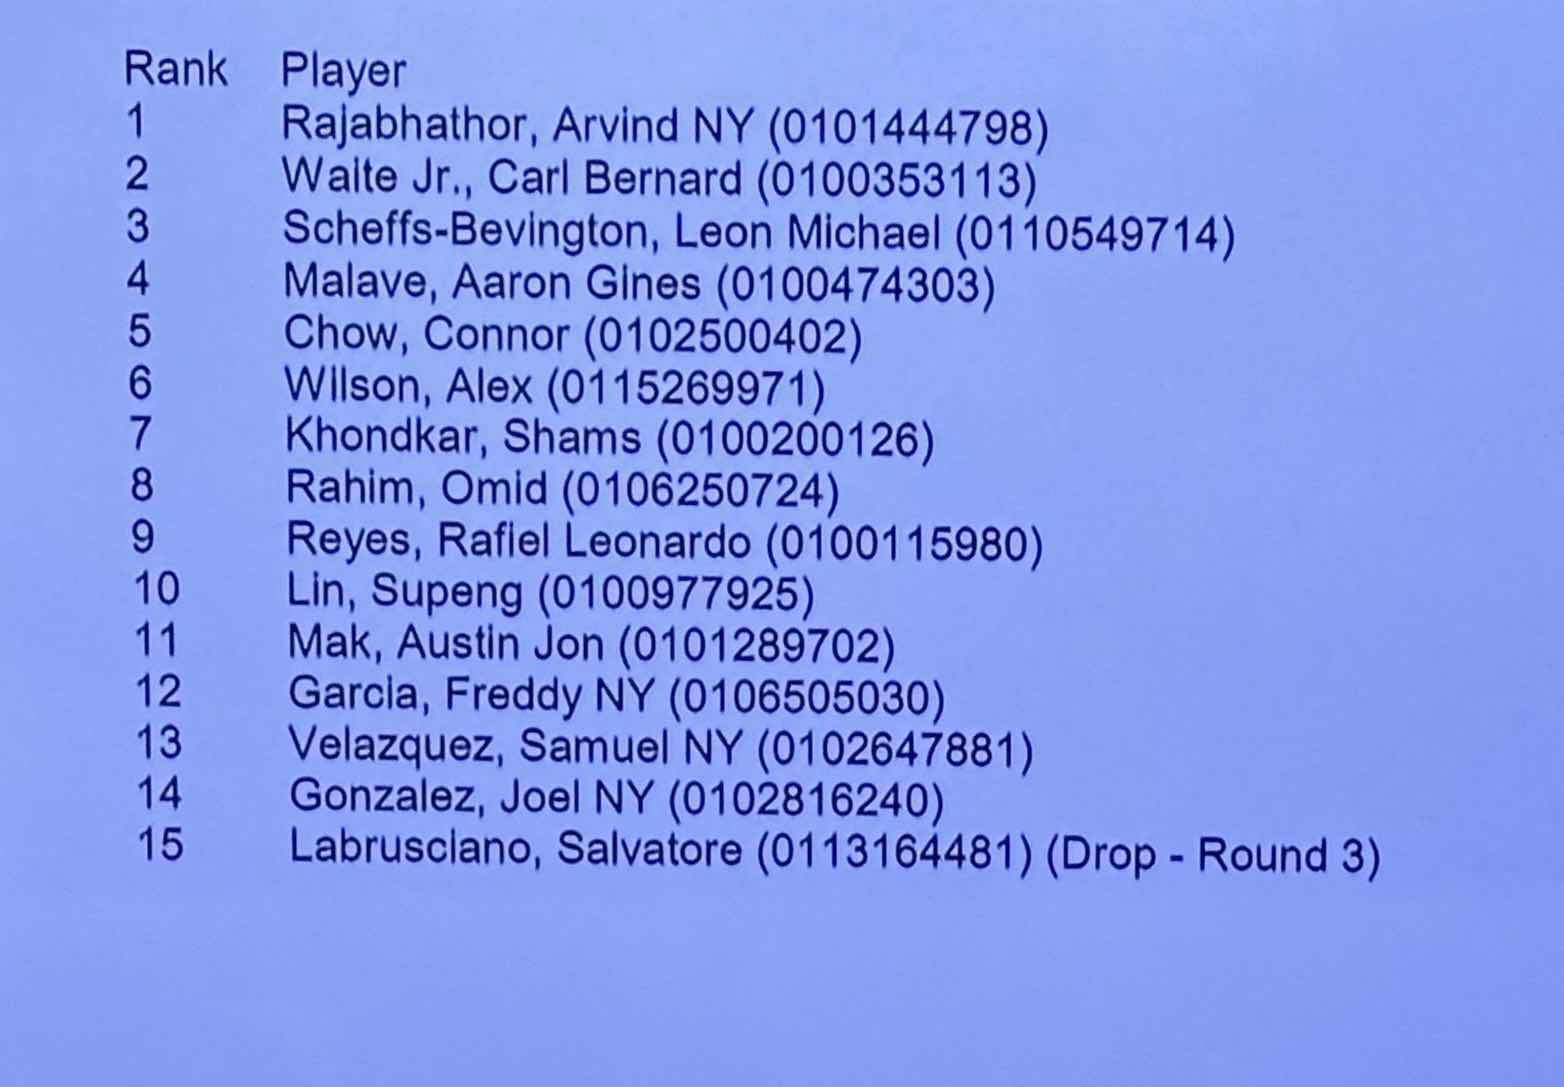 Rank Player
1 Rajabhathor, Arvind NY (0101444798)
2 Waite Jr., Carl Bernard (0100353113)
3 Scheffs-Bevington, Leon Michael (0110549714)
4 Malave, Aaron Gines (0100474303)
5 Chow, Connor (0102500402)
6 Wilson, Alex (0115269971)
7 Khondkar, Shams (0100200126)
8 Rahim, Omid (0106250724)
9 Reyes, Rafiel Leonardo (0100115980)
10 Lin, Supeng (0100977925)
11 Mak, Austin Jon (0101289702)
12 Garcia, Freddy NY (0106505030)
13 Velazquez, Samuel NY (0102647881)
14 Gonzalez, Joel NY (0102816240)
15 Labrusciano, Salvatore (0113164481) (Drop - Round 3)